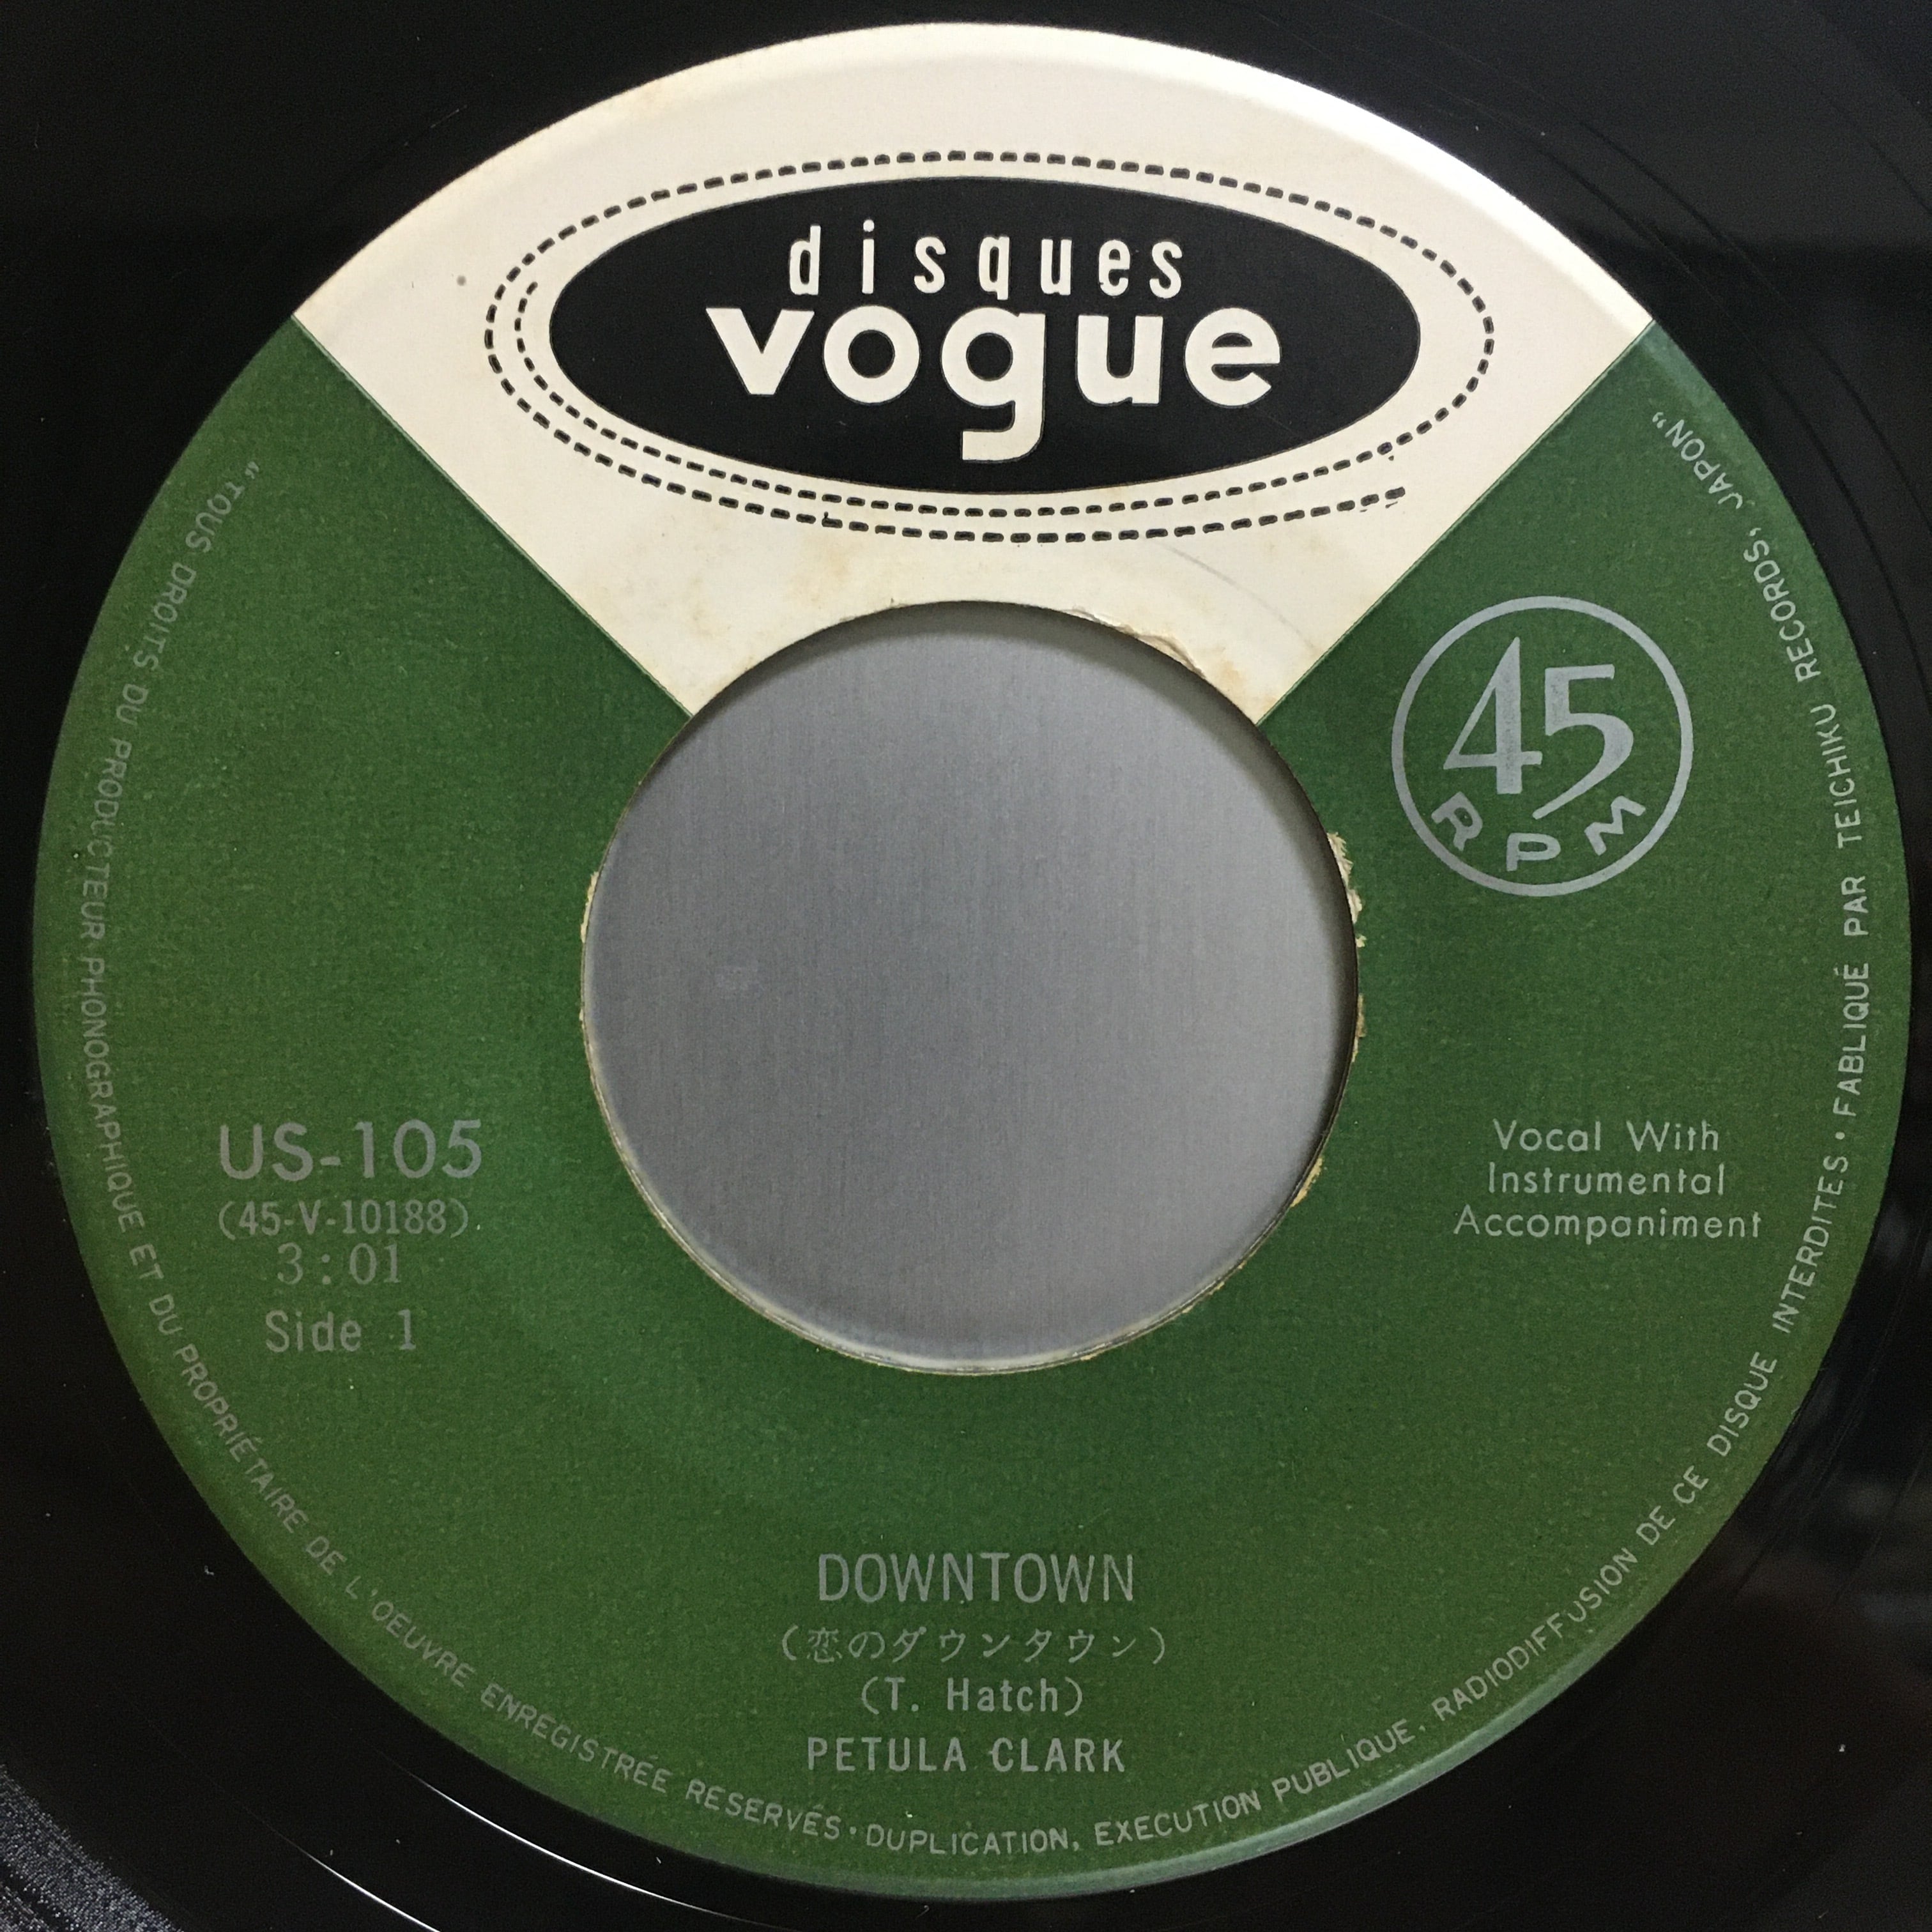 disques
vogue
45
RPM
US-105
(45-V-10188)
3:01
Side 1
Vocal With
Instrumental
Accompaniment
DOWNTOWN
(恋のダウンタウン)
(T. Hatch)
PETULA CLARK
"TOUS DROITS DU PRODUCTEUR PHONOGRAPHIQUE ET DU PROPRIÉTAIRE DE L'OEUVRE ENREGISTRÉE RESERVÉS · DUPLICATION, EXECUTION PUBLIQUE, RADIODIFFUSION DE CE DISQUE INTERDITES · FABLIQUÉ PAR TEICHIKU RECORDS, JAPON"